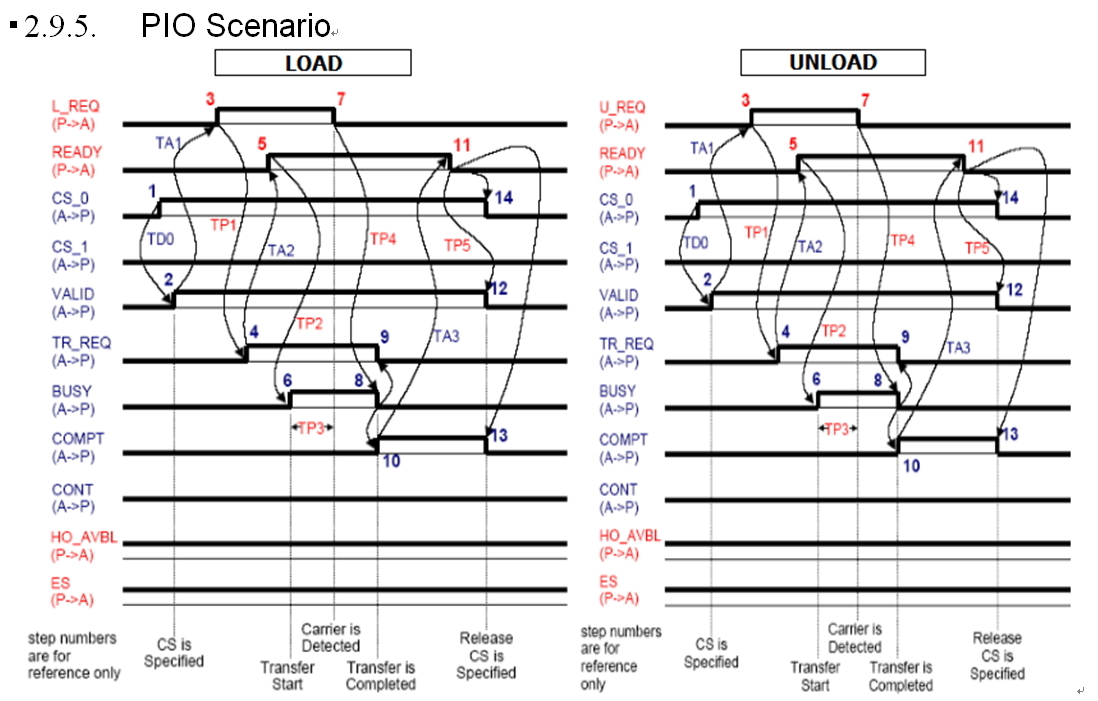 ▪2.9.5. PIO Scenario
LOAD
L_REQ
(P->A)
READY
(P->A)
CS_0
(A->P)
CS_1
(A->P)
VALID
(A->P)
TR_REQ
(A->P)
BUSY
(A->P)
COMPT
(A->P)
CONT
(A->P)
HO_AVBL
(P->A)
ES
(P->A)
3
7
TA1
5
11
1
14
TP1
TD0
TA2
TP4
TP5
2
12
TP2
TA3
4
9
6
8
TP3
13
10
step numbers
are for
reference only
CS is
Specified
Carrier is
Detected
Transfer
Start
Transfer is
Completed
Release
CS is
Specified
UNLOAD
U_REQ
(P->A)
READY
(P->A)
CS_0
(A->P)
CS_1
(A->P)
VALID
(A->P)
TR_REQ
(A->P)
BUSY
(A->P)
COMPT
(A->P)
CONT
(A->P)
HO_AVBL
(P->A)
ES
(P->A)
3
7
TA1
5
11
1
14
TP1
TD0
TA2
TP4
TP5
2
12
TP2
TA3
4
9
6
8
TP3
13
10
step numbers
are for
reference
only
CS is
Specified
Carrier is
Detected
Transfer
Start
Transfer is
Completed
Release
CS is
Specified